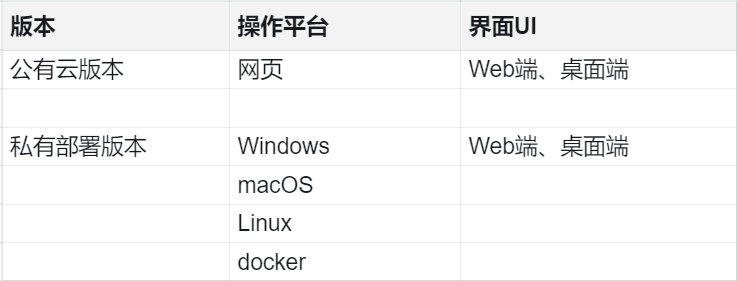 版本 操作平台 界面UI
公有云版本 网页 Web端、桌面端
私有部署版本 Windows Web端、桌面端
macOS
Linux
docker